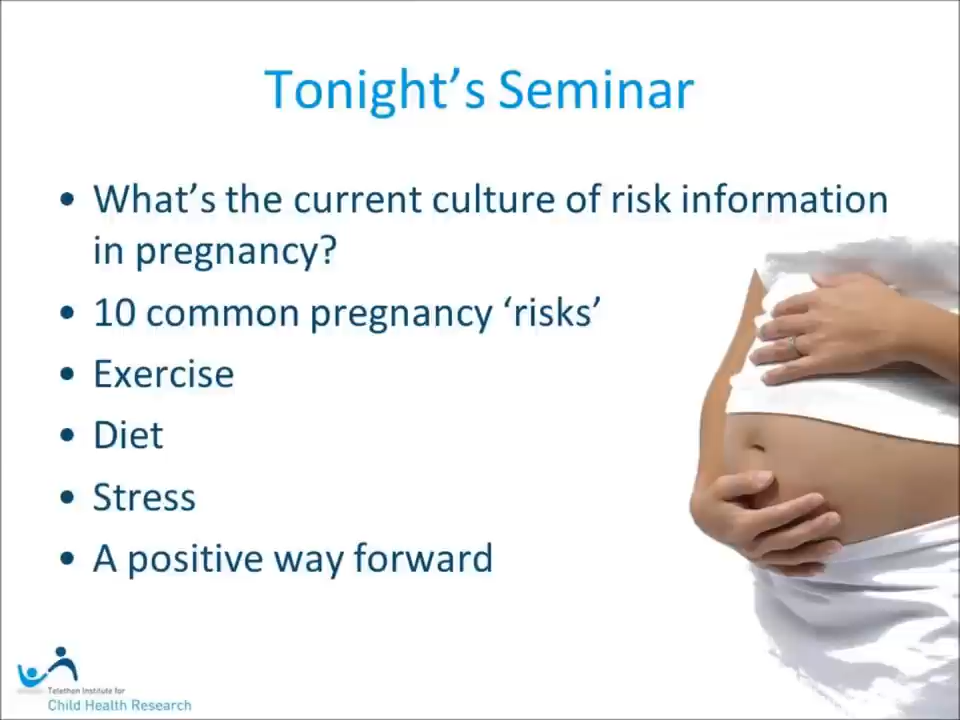 Tonight’s Seminar
• What’s the current culture of risk information
in pregnancy?
• 10 common pregnancy ‘risks’
• Exercise
• Diet
• Stress
• A positive way forward
Telethon Institute for
Child Health Research